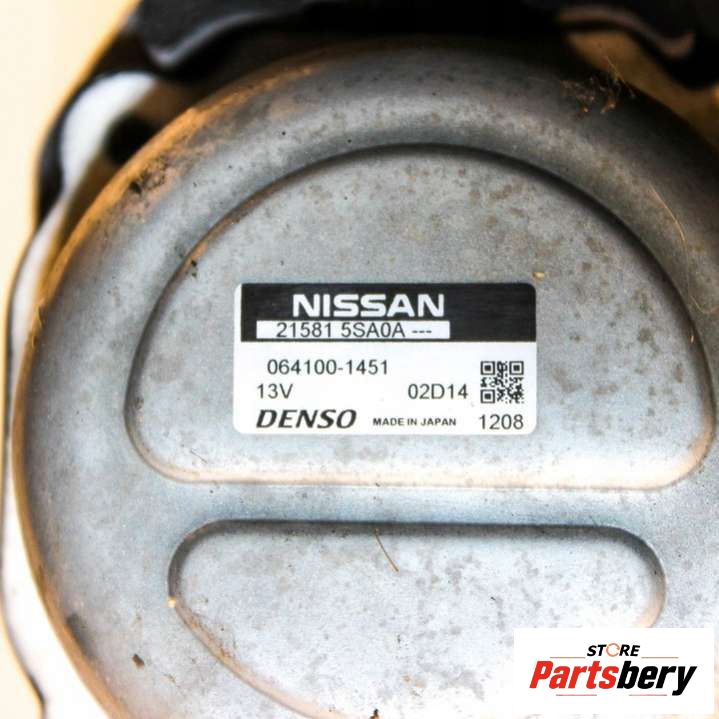 NISSAN
21581 5SA0A ---
064100-1451
13V 02D14
DENSO MADE IN JAPAN 1208
STORE
Partsbery